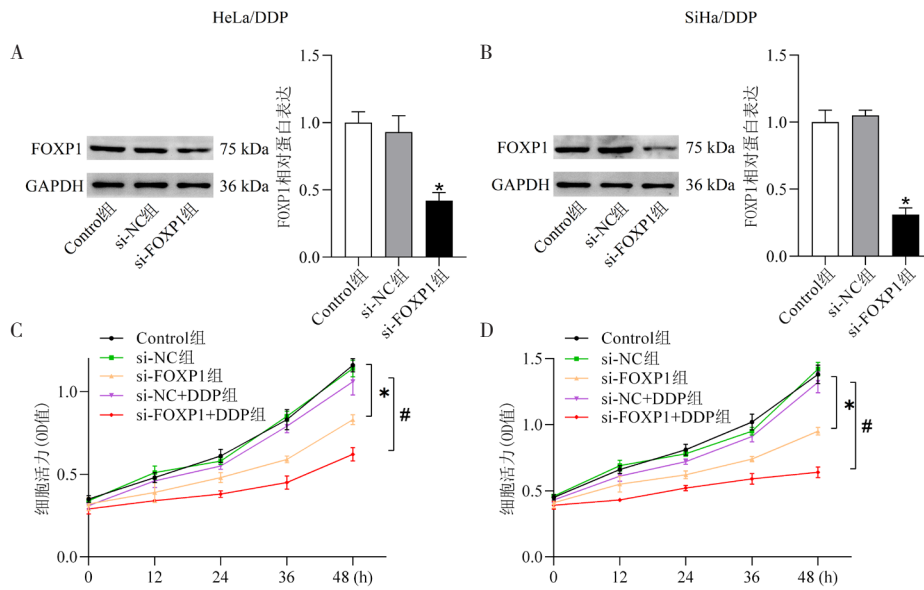 HeLa/DDP
SiHa/DDP
A
FOXP1
75 kDa
GAPDH
36 kDa
Control组
si-NC组
si-FOXP1组
FOXP1相对蛋白表达
1.5
1.0
0.5
0.0
*
Control组
si-NC组
si-FOXP1组
B
FOXP1
75 kDa
GAPDH
36 kDa
Control组
si-NC组
si-FOXP1组
FOXP1相对蛋白表达
1.5
1.0
0.5
0.0
*
Control组
si-NC组
si-FOXP1组
C
Control组
si-NC组
si-FOXP1组
si-NC+DDP组
si-FOXP1+DDP组
细胞活力(OD值)
1.0
0.5
0.0
0 12 24 36 48 (h)
* #
D
Control组
si-NC组
si-FOXP1组
si-NC+DDP组
si-FOXP1+DDP组
细胞活力(OD值)
1.5
1.0
0.5
0.0
0 12 24 36 48 (h)
* #